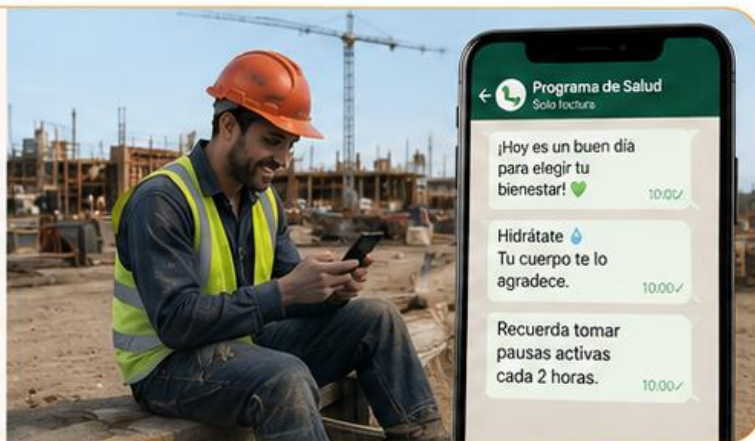 Programa de Salud
Solo foctura
¡Hoy es un buen día
para elegir tu
bienestar! 💚
10:00✓
Hidrátate 💧
Tu cuerpo te lo
agradece.
10:00✓
Recuerda tomar
pausas activas
cada 2 horas.
10:00✓